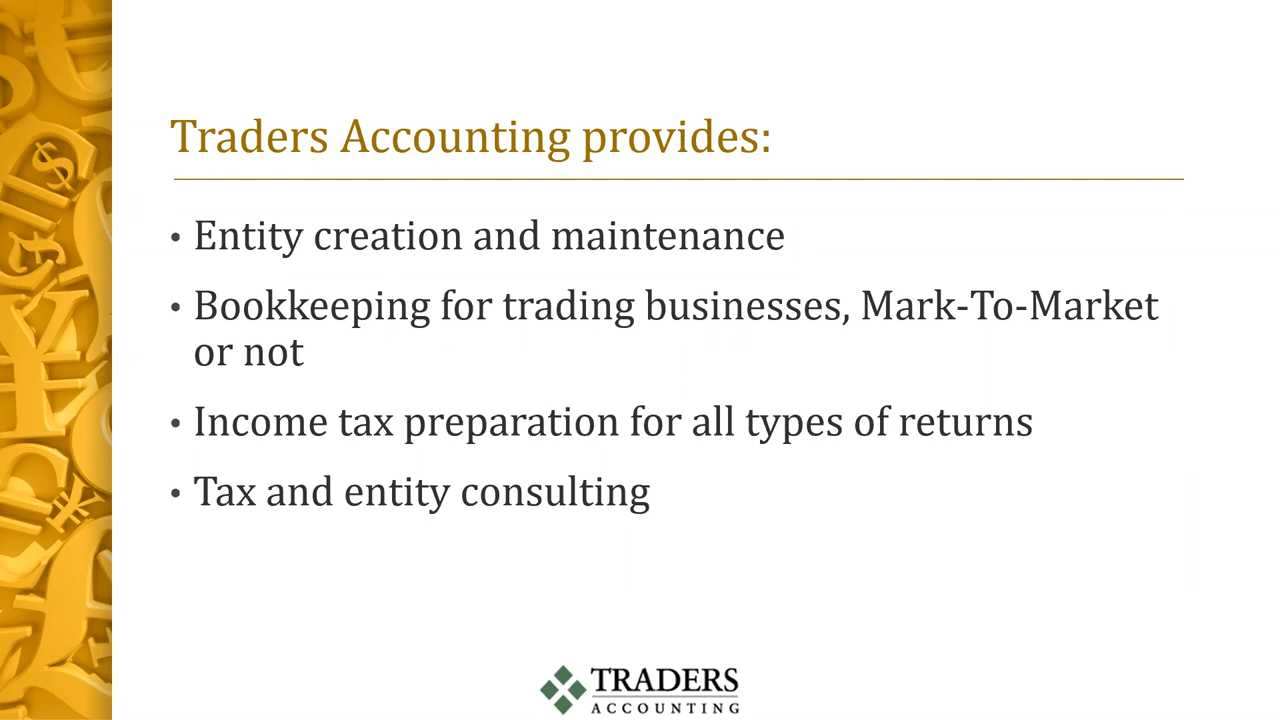 Traders Accounting provides:
• Entity creation and maintenance
• Bookkeeping for trading businesses, Mark-To-Market
or not
• Income tax preparation for all types of returns
• Tax and entity consulting
TRADERS
ACCOUNTING